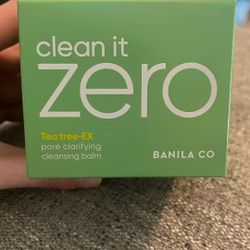 clean it
zero
Tea tree-EX
pore clarifying
cleansing balm
BANILA CO